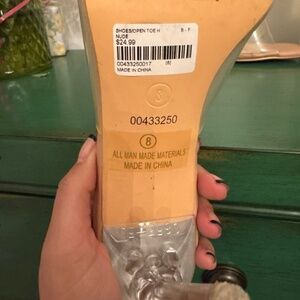 SHOES/OPEN TOE H B - F
NUDE
$24.99
00433250017 (8)
MADE IN CHINA
S
00433250
8
ALL MAN MADE MATERIALS
MADE IN CHINA